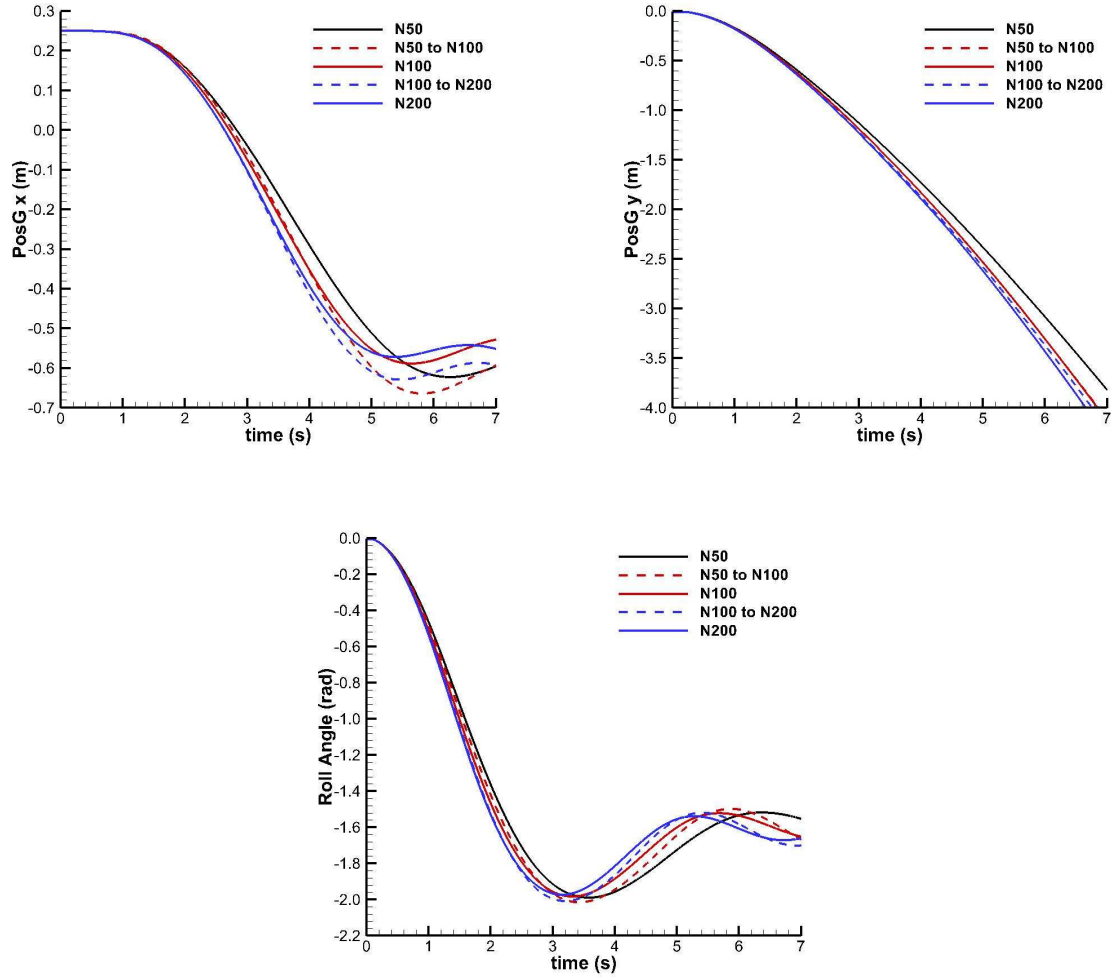 0.3
0.2
0.1
0.0
-0.1
-0.2
-0.3
-0.4
-0.5
-0.6
-0.7
PosG x (m)
0 1 2 3 4 5 6 7
time (s)
N50
N50 to N100
N100
N100 to N200
N200
0.0
-0.5
-1.0
-1.5
-2.0
-2.5
-3.0
-3.5
-4.0
PosG y (m)
0 1 2 3 4 5 6 7
time (s)
N50
N50 to N100
N100
N100 to N200
N200
0.0
-0.2
-0.4
-0.6
-0.8
-1.0
-1.2
-1.4
-1.6
-1.8
-2.0
-2.2
Roll Angle (rad)
0 1 2 3 4 5 6 7
time (s)
N50
N50 to N100
N100
N100 to N200
N200